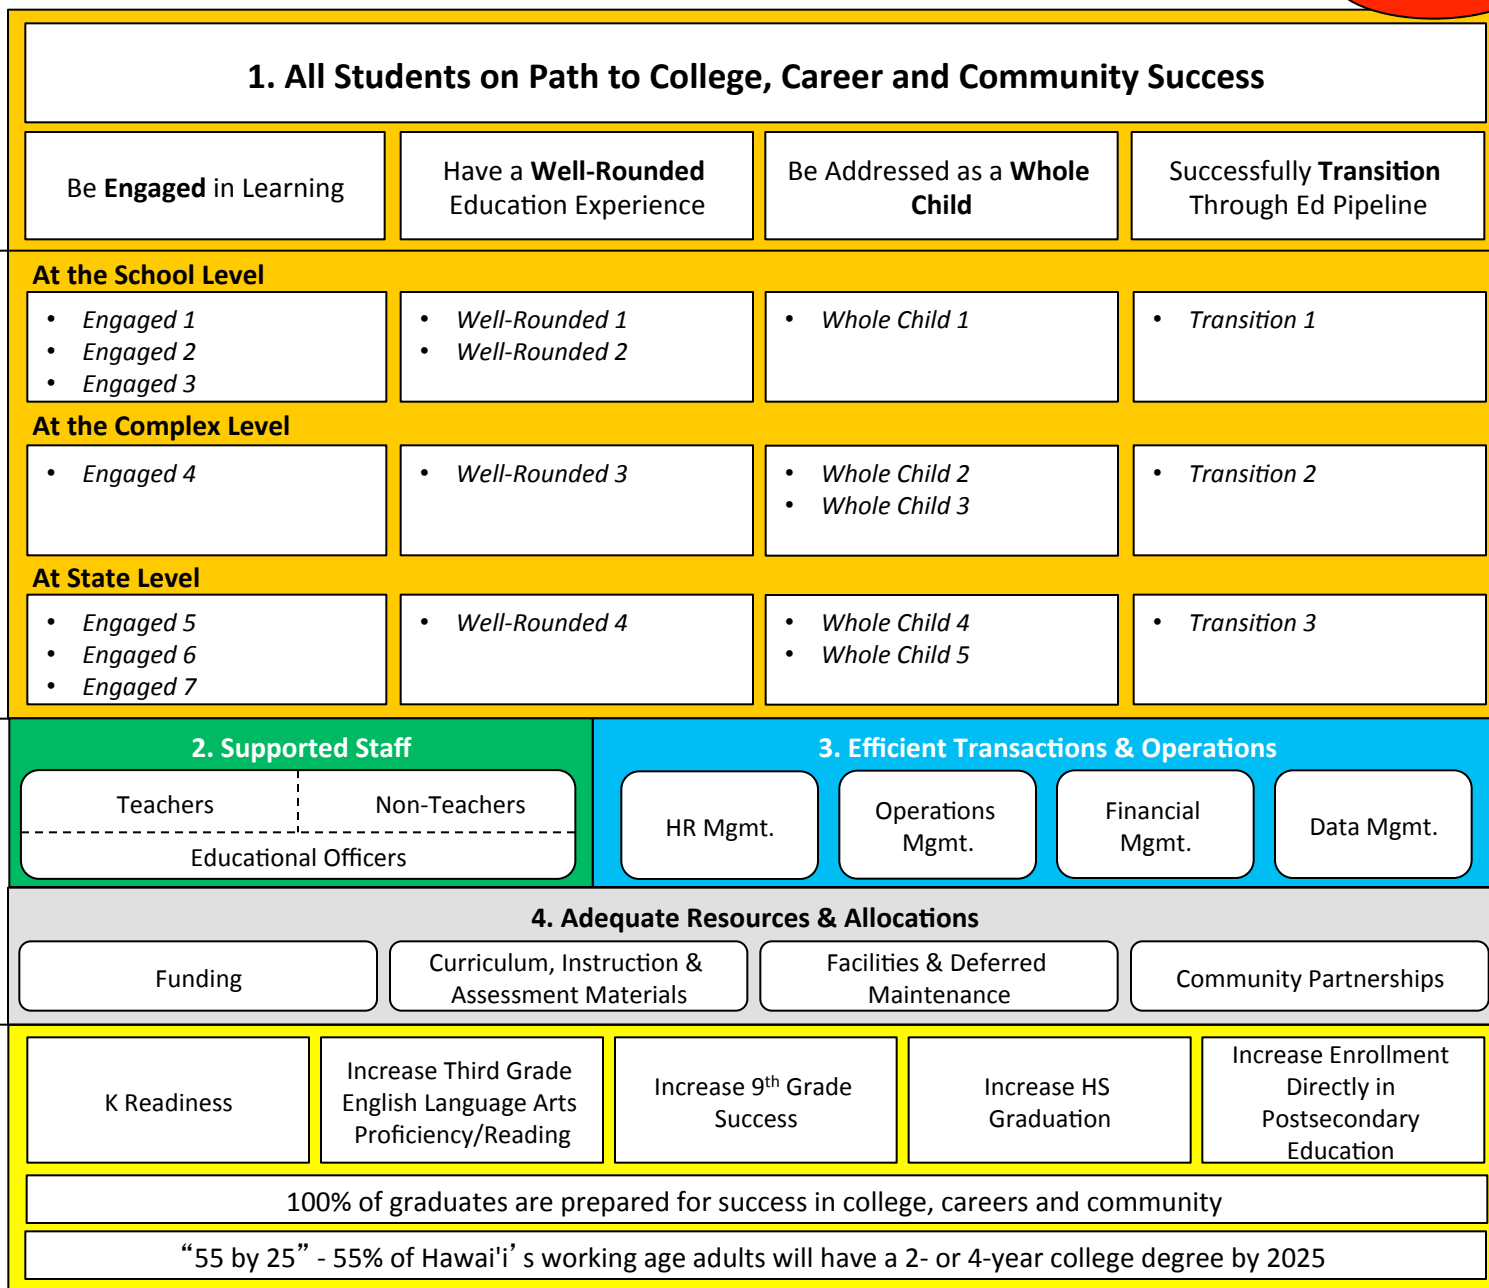 1. All Students on Path to College, Career and Community Success
Be Engaged in Learning
Have a Well-Rounded
Education Experience
Be Addressed as a Whole
Child
Successfully Transition
Through Ed Pipeline
At the School Level
• Engaged 1
• Engaged 2
• Engaged 3
• Well-Rounded 1
• Well-Rounded 2
• Whole Child 1
• Transition 1
At the Complex Level
• Engaged 4
• Well-Rounded 3
• Whole Child 2
• Whole Child 3
• Transition 2
At State Level
• Engaged 5
• Engaged 6
• Engaged 7
• Well-Rounded 4
• Whole Child 4
• Whole Child 5
• Transition 3
2. Supported Staff
Teachers
Non-Teachers
Educational Officers
3. Efficient Transactions & Operations
HR Mgmt.
Operations
Mgmt.
Financial
Mgmt.
Data Mgmt.
4. Adequate Resources & Allocations
Funding
Curriculum, Instruction &
Assessment Materials
Facilities & Deferred
Maintenance
Community Partnerships
K Readiness
Increase Third Grade
English Language Arts
Proficiency/Reading
Increase 9th Grade
Success
Increase HS
Graduation
Increase Enrollment
Directly in
Postsecondary
Education
100% of graduates are prepared for success in college, careers and community
“55 by 25” - 55% of Hawai'i’s working age adults will have a 2- or 4-year college degree by 2025